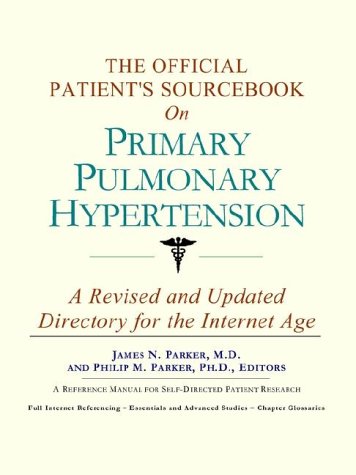 THE OFFICIAL
PATIENT'S SOURCEBOOK
On
PRIMARY
PULMONARY
HYPERTENSION
A Revised and Updated
Directory for the Internet Age
JAMES N. PARKER, M.D.
AND PHILIP M. PARKER, PH.D., EDITORS
A REFERENCE MANUAL FOR SELF-DIRECTED PATIENT RESEARCH
Full Internet Referencing – Essentials and Advanced Studies – Chapter Glossaries